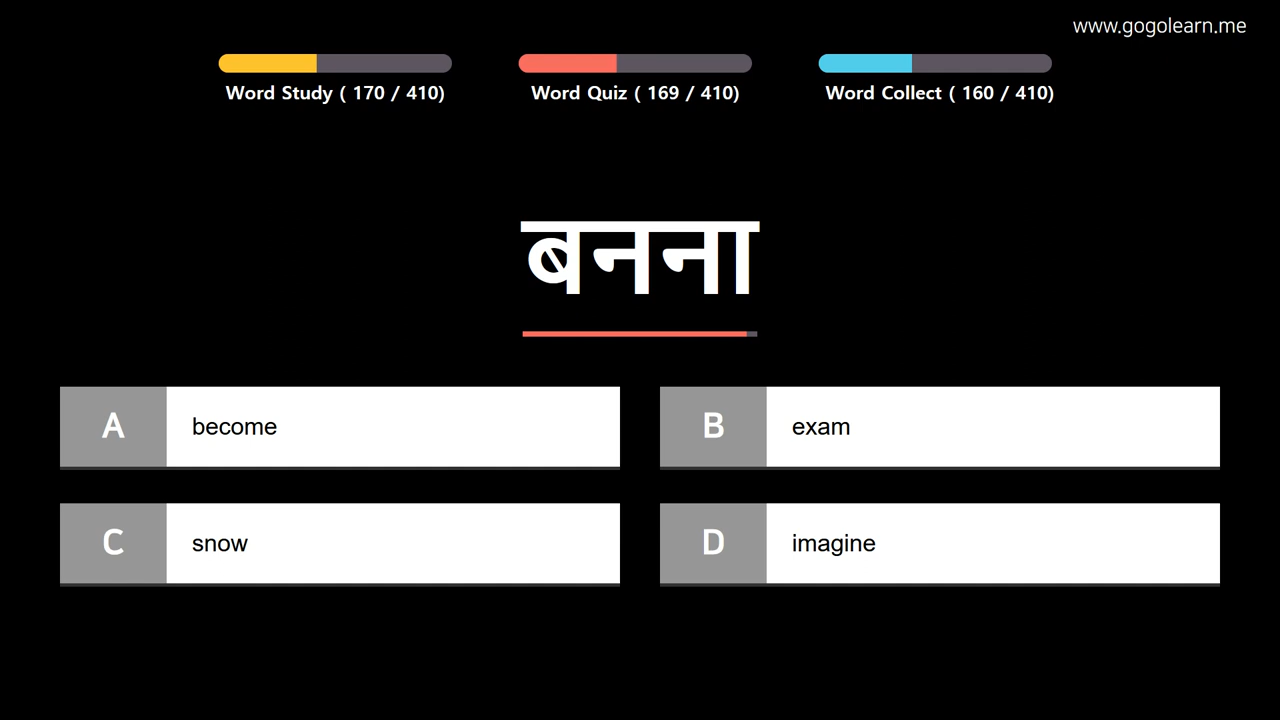 www.gogolearn.me
Word Study ( 170 / 410)
Word Quiz ( 169 / 410)
Word Collect ( 160 / 410)
बनना
A become
B exam
C snow
D imagine